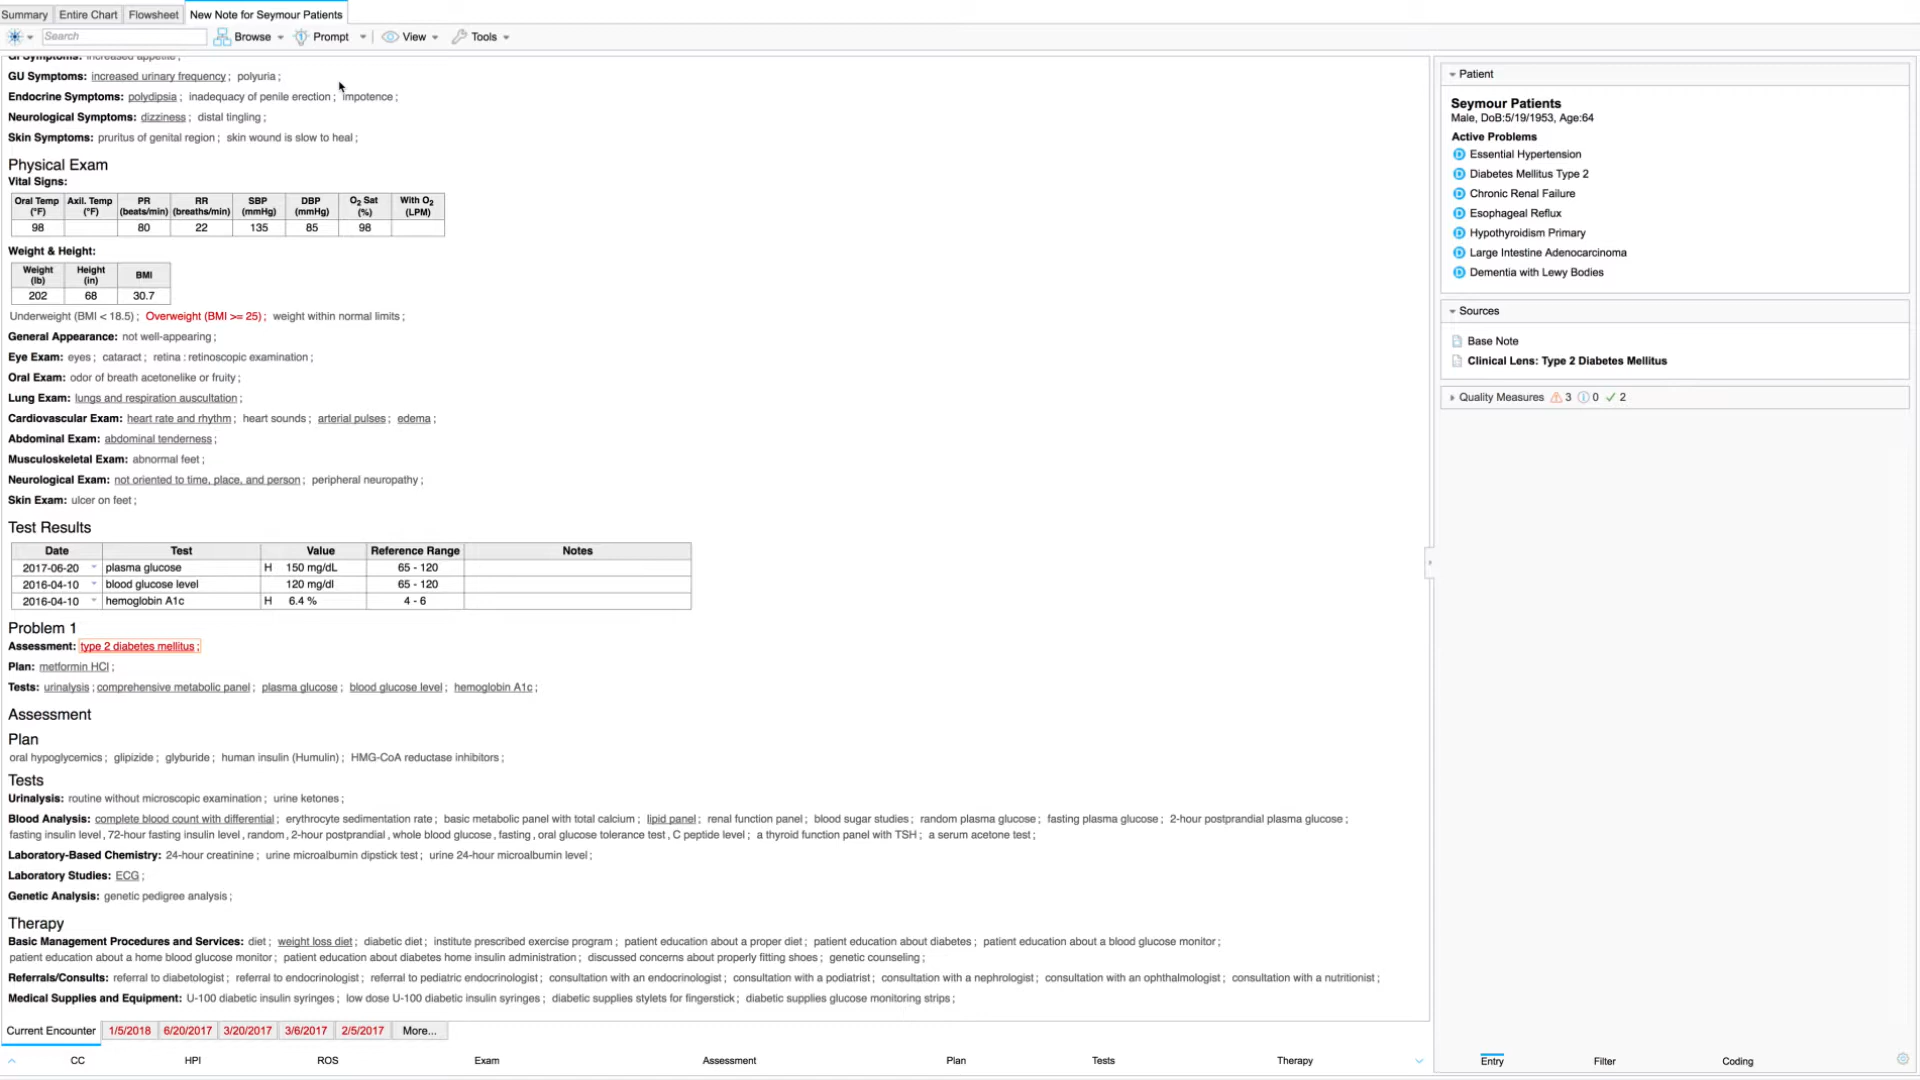 Summary Entire Chart Flowsheet New Note for Seymour Patients
Search Browse Prompt View Tools
GI Symptoms: increased appetite ;
GU Symptoms: increased urinary frequency ; polyuria ;
Endocrine Symptoms: polydipsia ; inadequacy of penile erection ; impotence ;
Neurological Symptoms: dizziness ; distal tingling ;
Skin Symptoms: pruritus of genital region ; skin wound is slow to heal ;
Physical Exam
Vital Signs:
Oral Temp (°F) Axil. Temp (°F) PR (beats/min) RR (breaths/min) SBP (mmHg) DBP (mmHg) O2 Sat (%) With O2 (LPM)
98 80 22 135 85 98
Weight & Height:
Weight (lb) Height (in) BMI
202 68 30.7
Underweight (BMI < 18.5) ; Overweight (BMI >= 25) ; weight within normal limits ;
General Appearance: not well-appearing ;
Eye Exam: eyes ; cataract ; retina : retinoscopic examination ;
Oral Exam: odor of breath acetonelike or fruity ;
Lung Exam: lungs and respiration auscultation ;
Cardiovascular Exam: heart rate and rhythm ; heart sounds ; arterial pulses ; edema ;
Abdominal Exam: abdominal tenderness ;
Musculoskeletal Exam: abnormal feet ;
Neurological Exam: not oriented to time, place, and person ; peripheral neuropathy ;
Skin Exam: ulcer on feet ;
Test Results
Date Test Value Reference Range Notes
2017-06-20 plasma glucose H 150 mg/dL 65 - 120
2016-04-10 blood glucose level 120 mg/dl 65 - 120
2016-04-10 hemoglobin A1c H 6.4 % 4 - 6
Problem 1
Assessment: type 2 diabetes mellitus ;
Plan: metformin HCl ;
Tests: urinalysis ; comprehensive metabolic panel ; plasma glucose ; blood glucose level ; hemoglobin A1c ;
Assessment
Plan
oral hypoglycemics ; glipizide ; glyburide ; human insulin (Humulin) ; HMG-CoA reductase inhibitors ;
Tests
Urinalysis: routine without microscopic examination ; urine ketones ;
Blood Analysis: complete blood count with differential ; erythrocyte sedimentation rate ; basic metabolic panel with total calcium ; lipid panel ; renal function panel ; blood sugar studies ; random plasma glucose ; fasting plasma glucose ; 2-hour postprandial plasma glucose ;
fasting insulin level , 72-hour fasting insulin level , random , 2-hour postprandial , whole blood glucose , fasting , oral glucose tolerance test , C peptide level ; a thyroid function panel with TSH ; a serum acetone test ;
Laboratory-Based Chemistry: 24-hour creatinine ; urine microalbumin dipstick test ; urine 24-hour microalbumin level ;
Laboratory Studies: ECG ;
Genetic Analysis: genetic pedigree analysis ;
Therapy
Basic Management Procedures and Services: diet ; weight loss diet ; diabetic diet ; institute prescribed exercise program ; patient education about a proper diet ; patient education about diabetes ; patient education about a blood glucose monitor ;
patient education about a home blood glucose monitor ; patient education about diabetes home insulin administration ; discussed concerns about properly fitting shoes ; genetic counseling ;
Referrals/Consults: referral to diabetologist ; referral to endocrinologist ; referral to pediatric endocrinologist ; consultation with an endocrinologist ; consultation with a podiatrist ; consultation with a nephrologist ; consultation with an ophthalmologist ; consultation with a nutritionist ;
Medical Supplies and Equipment: U-100 diabetic insulin syringes ; low dose U-100 diabetic insulin syringes ; diabetic supplies stylets for fingerstick ; diabetic supplies glucose monitoring strips ;
Current Encounter 1/5/2018 6/20/2017 3/20/2017 3/6/2017 2/5/2017 More...
CC HPI ROS Exam Assessment Plan Tests Therapy
Patient
Seymour Patients
Male, DoB:5/19/1953, Age:64
Active Problems
D Essential Hypertension
D Diabetes Mellitus Type 2
D Chronic Renal Failure
D Esophageal Reflux
D Hypothyroidism Primary
D Large Intestine Adenocarcinoma
D Dementia with Lewy Bodies
Sources
Base Note
Clinical Lens: Type 2 Diabetes Mellitus
Quality Measures 3 0 2
Entry Filter Coding